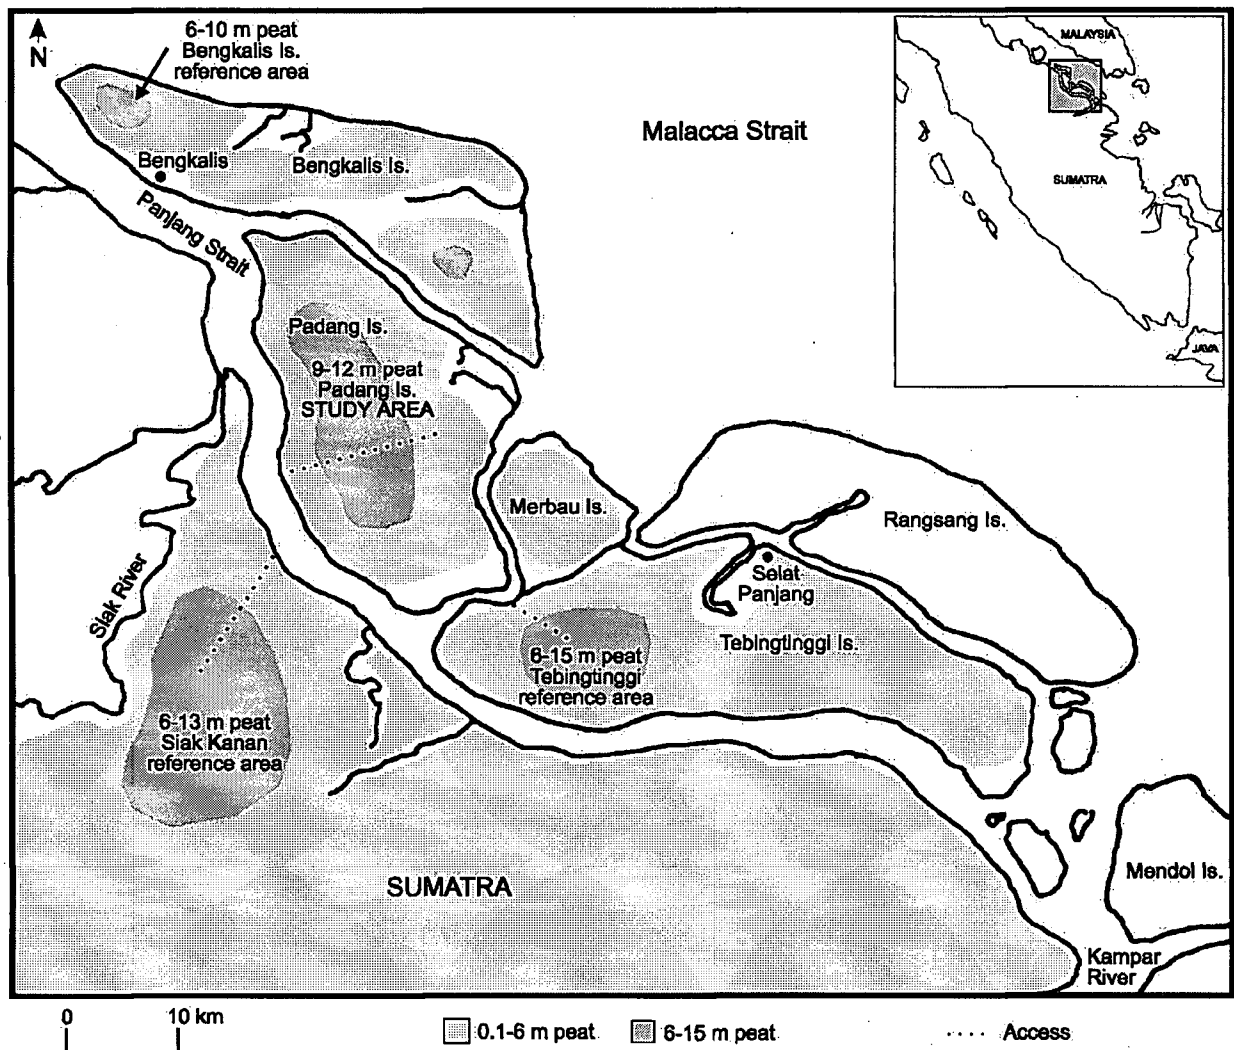 N
6-10 m peat
Bengkalis Is.
reference area
MALAYSIA
SUMATRA
JAVA
Malacca Strait
Bengkalis
Bengkalis Is.
Panjang Strait
Padang Is.
9-12 m peat
Padang Is.
STUDY AREA
Merbau Is.
Rangsang Is.
Selat
Panjang
Siak River
Tebingtinggi Is.
6-15 m peat
Tebingtinggi
reference area
6-13 m peat
Siak Kanan
reference area
SUMATRA
Mendol Is.
Kampar
River
0 10 km
0.1-6 m peat
6-15 m peat
Access